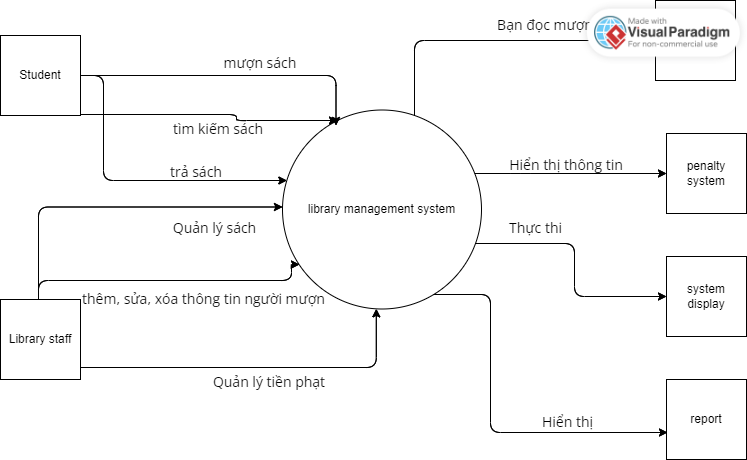 Bạn đọc mượn
Made with
VisualParadigm
For non-commercial use
Student
mượn sách
tìm kiếm sách
trả sách
Hiển thị thông tin
penalty
system
library management system
Quản lý sách
Thực thi
system
display
thêm, sửa, xóa thông tin người mượn
Library staff
Quản lý tiền phạt
Hiển thị
report